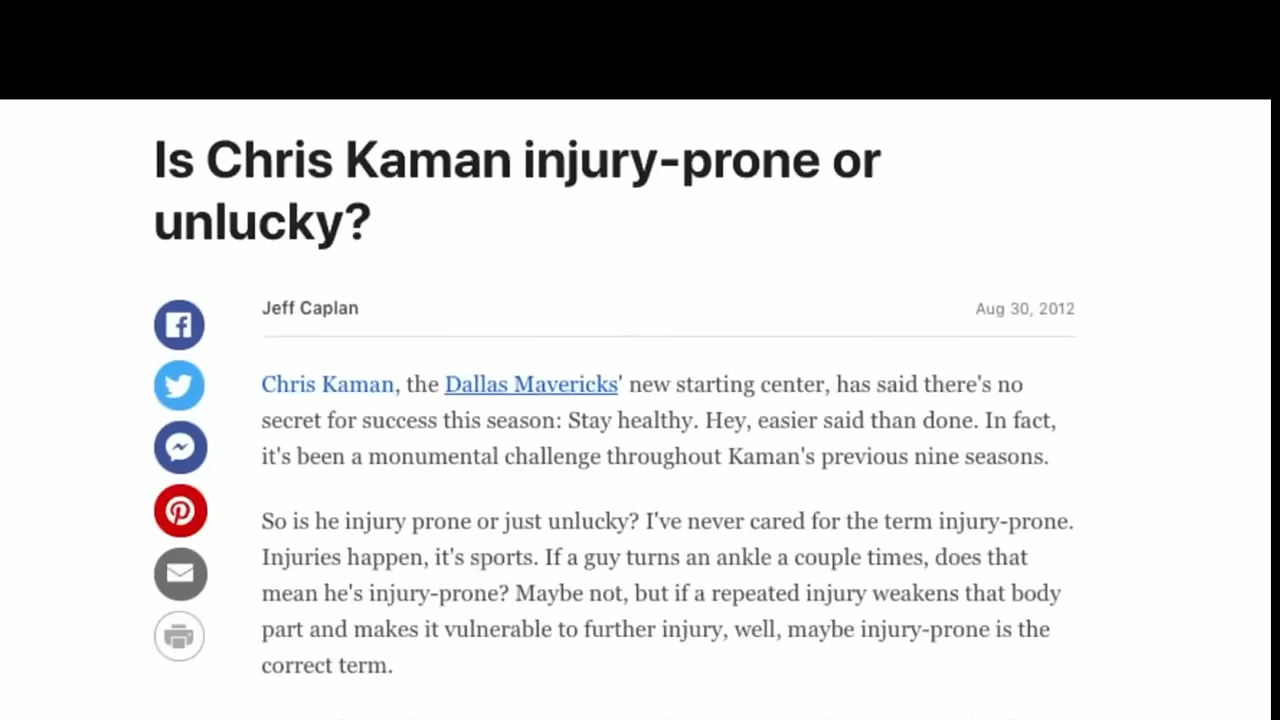 Is Chris Kaman injury-prone or
unlucky?
Jeff Caplan
Aug 30, 2012
Chris Kaman, the Dallas Mavericks' new starting center, has said there's no
secret for success this season: Stay healthy. Hey, easier said than done. In fact,
it's been a monumental challenge throughout Kaman's previous nine seasons.
So is he injury prone or just unlucky? I've never cared for the term injury-prone.
Injuries happen, it's sports. If a guy turns an ankle a couple times, does that
mean he's injury-prone? Maybe not, but if a repeated injury weakens that body
part and makes it vulnerable to further injury, well, maybe injury-prone is the
correct term.